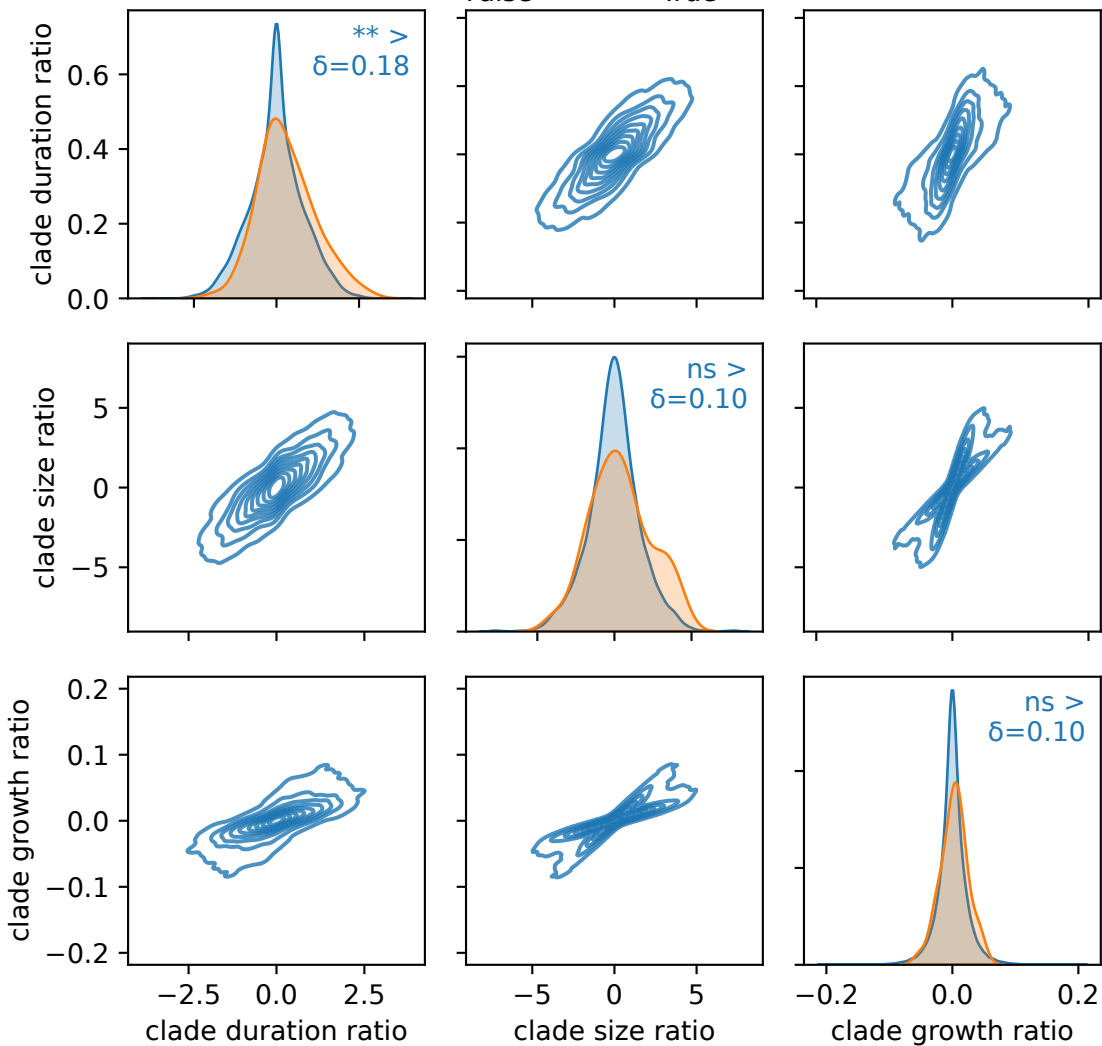 clade duration ratio
0.6
0.4
0.2
0.0
** >
δ=0.18
clade size ratio
5
0
−5
ns >
δ=0.10
clade growth ratio
0.2
0.1
0.0
−0.1
−0.2
ns >
δ=0.10
−2.5 0.0 2.5
−5 0 5
−0.2 0.0 0.2
clade duration ratio
clade size ratio
clade growth ratio